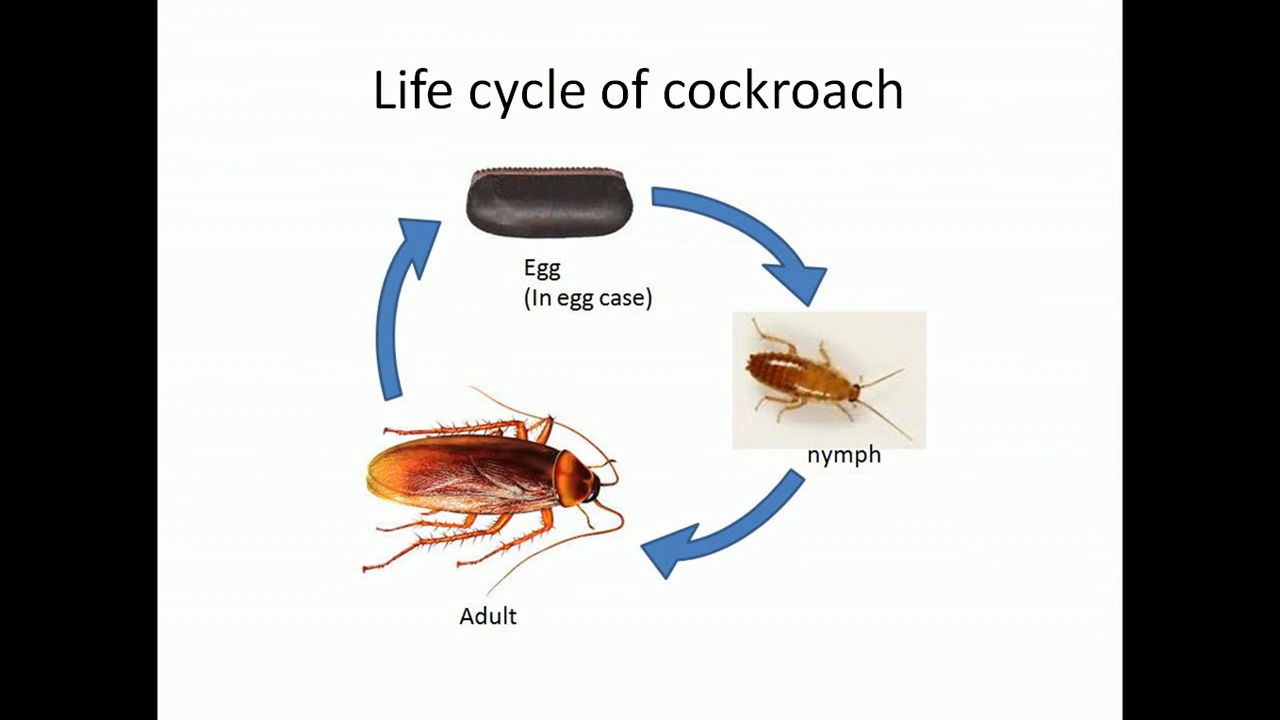 Life cycle of cockroach
Egg
(In egg case)
nymph
Adult